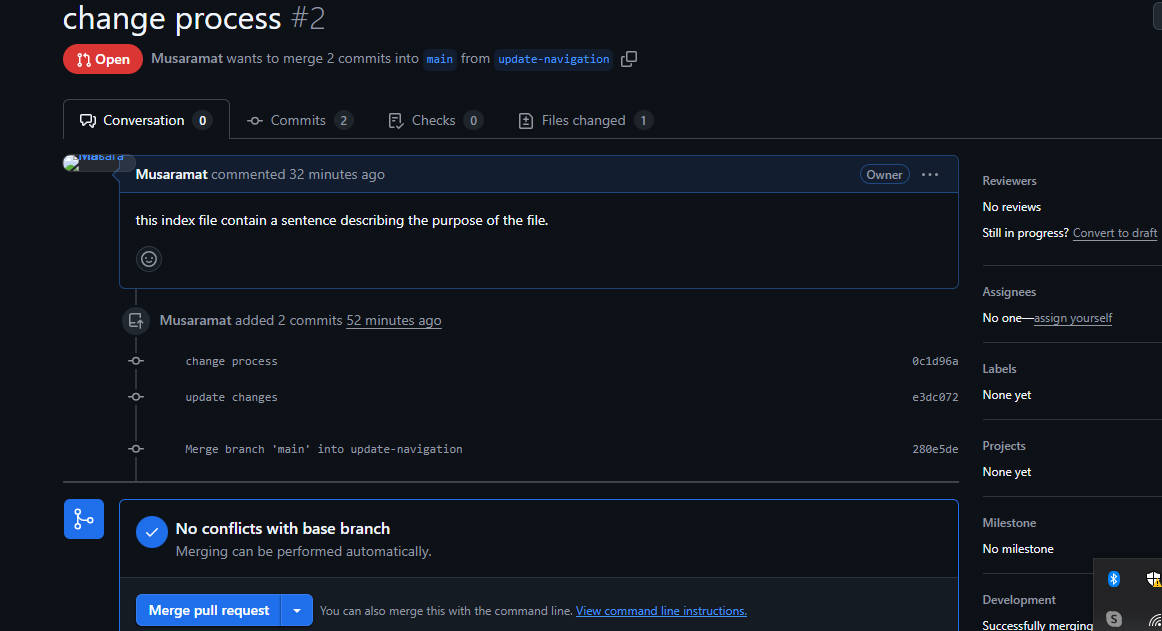 change process #2
Open Musaramat wants to merge 2 commits into main from update-navigation
Conversation 0 Commits 2 Checks 0 Files changed 1
Musaramat commented 32 minutes ago Owner
this index file contain a sentence describing the purpose of the file.
Musaramat added 2 commits 52 minutes ago
change process 0c1d96a
update changes e3dc072
Merge branch 'main' into update-navigation 280e5de
No conflicts with base branch
Merging can be performed automatically.
Merge pull request You can also merge this with the command line. View command line instructions.
Reviewers
No reviews
Still in progress? Convert to draft
Assignees
No one—assign yourself
Labels
None yet
Projects
None yet
Milestone
No milestone
Development
Successfully merging